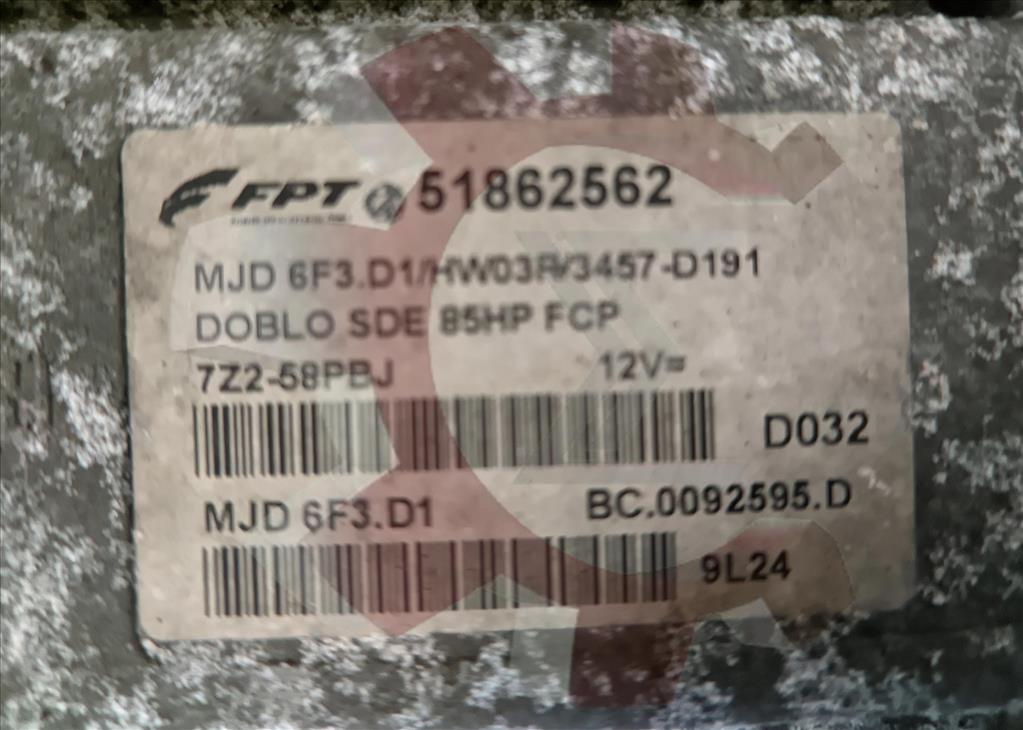 FPT 51862562
MJD 6F3.D1/HW03R/3457-D191
DOBLO SDE 85HP FCP
7Z2-58PBJ 12V=
D032
MJD 6F3.D1 BC.0092595.D
9L24